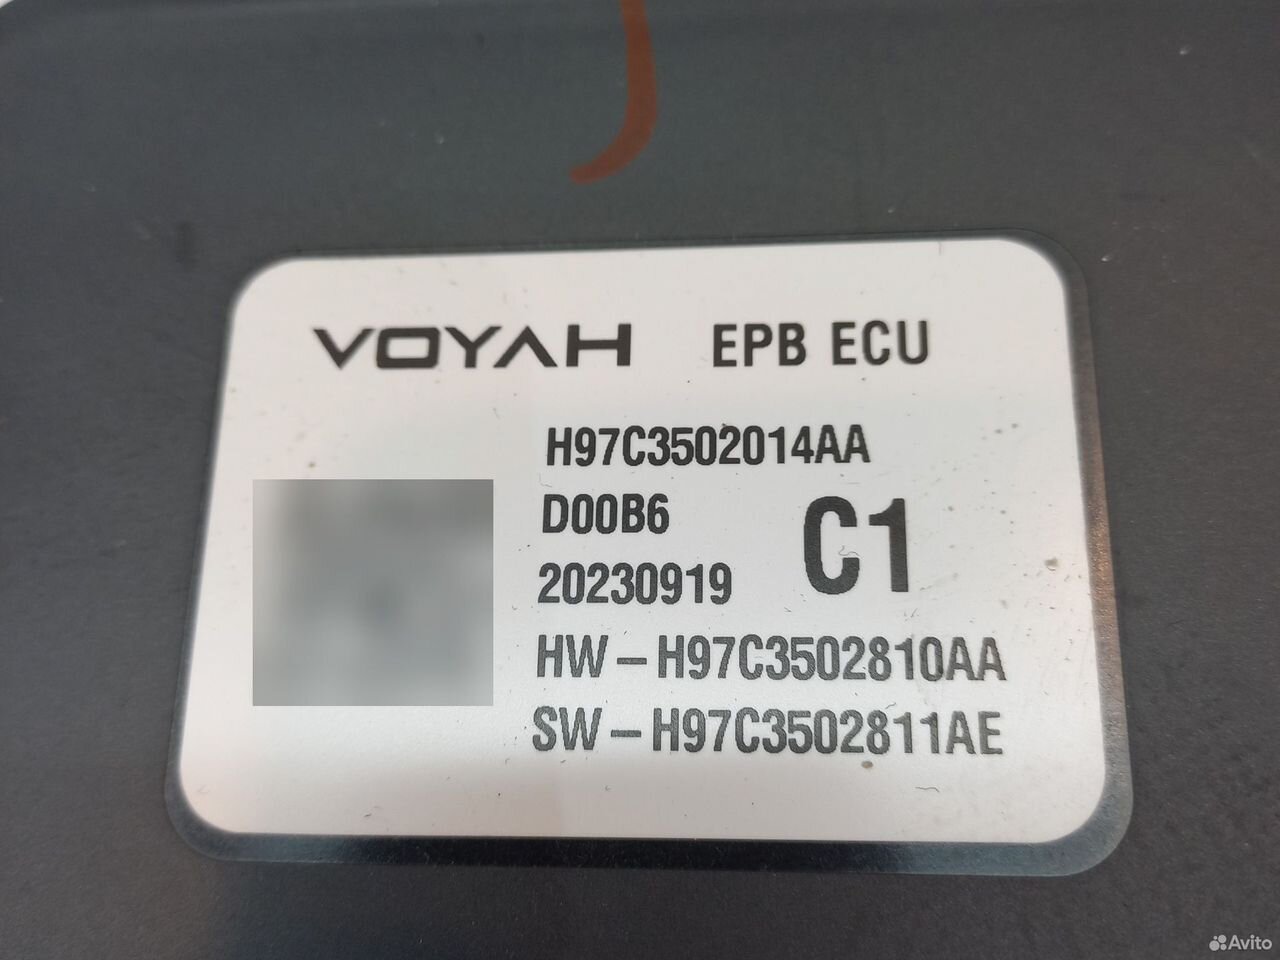 VOYAH EPB ECU
H97C3502014AA
D00B6
C1
20230919
HW-H97C3502810AA
SW-H97C3502811AE
Avito